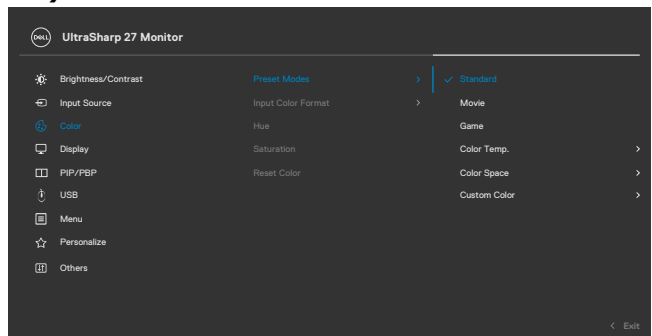 DELL UltraSharp 27 Monitor
Brightness/Contrast Preset Modes > Standard
Input Source Input Color Format > Movie
Color Hue Game
Display Saturation Color Temp. >
PIP/PBP Reset Color Color Space >
USB Custom Color >
Menu
Personalize
Others
< Exit